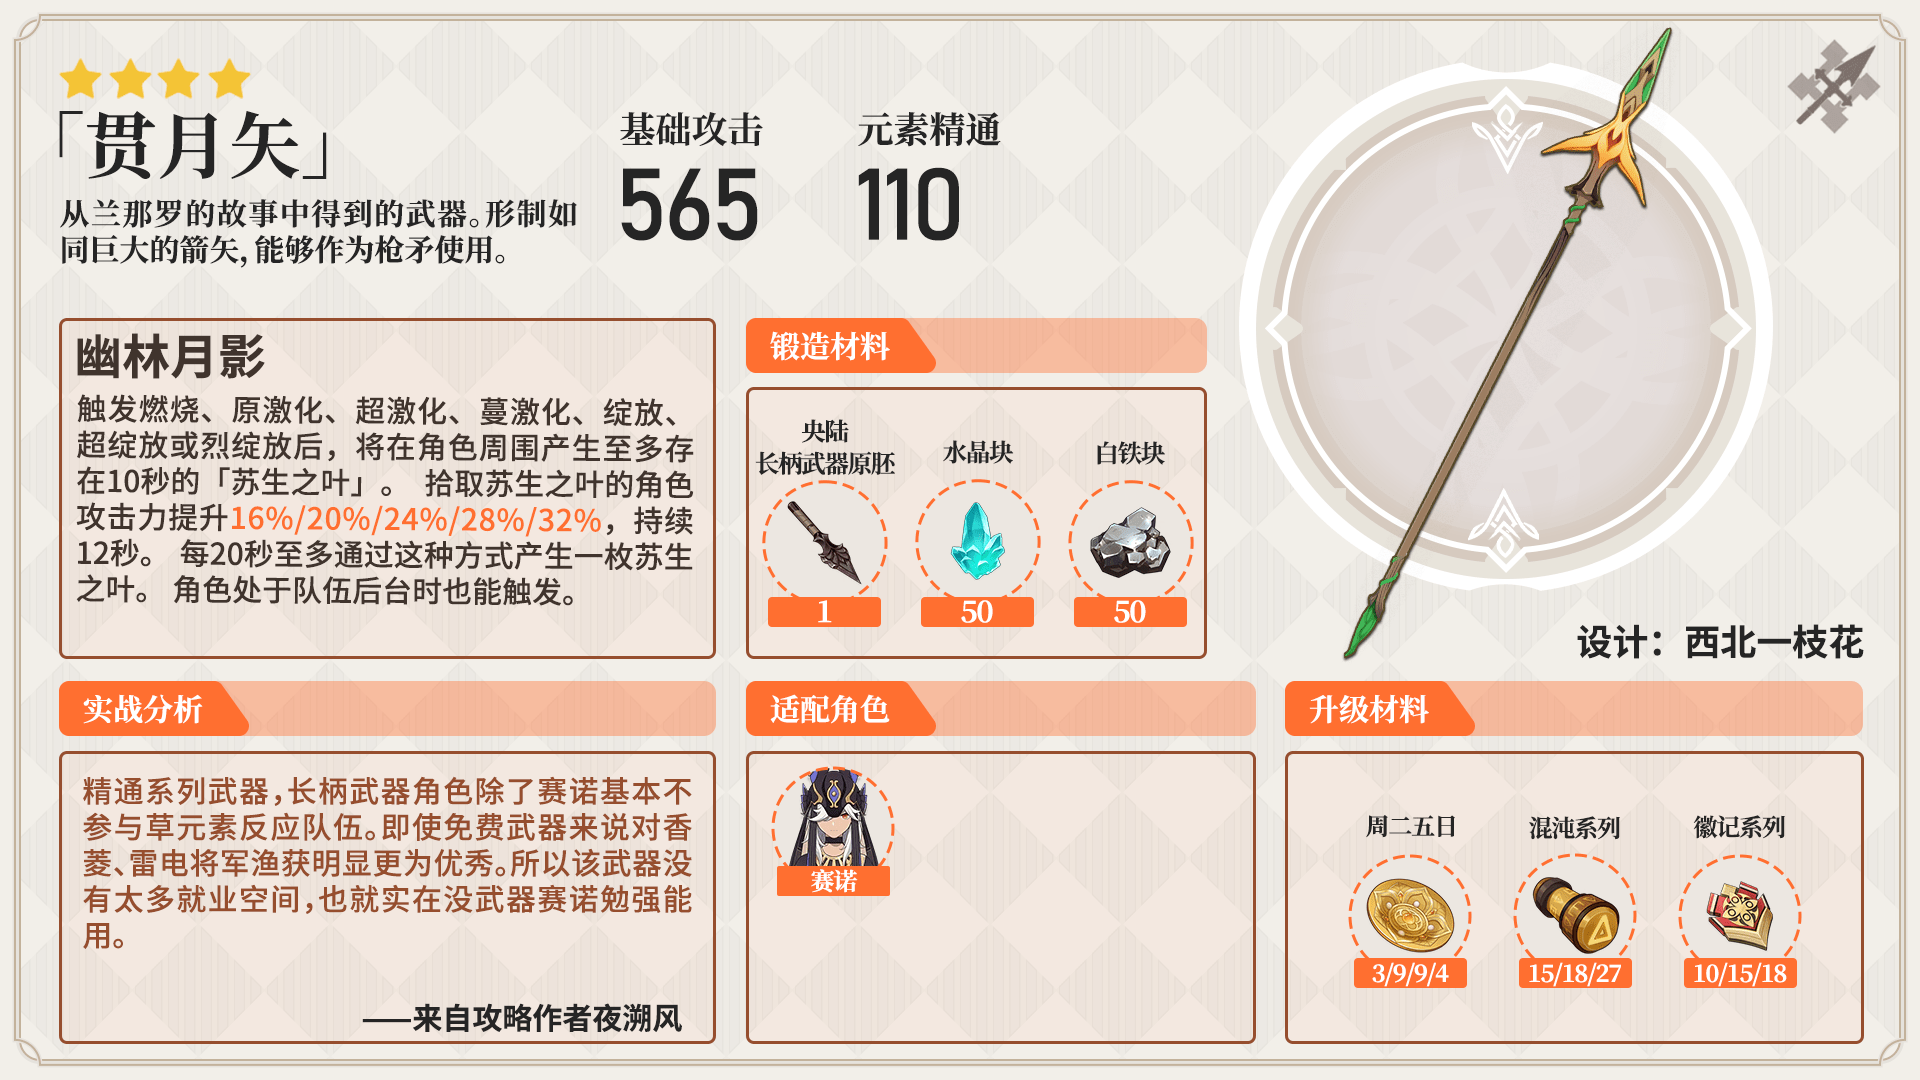 「贯月矢」
从兰那罗的故事中得到的武器。形制如
同巨大的箭矢,能够作为枪矛使用。
基础攻击
565
元素精通
110
幽林月影
触发燃烧、原激化、超激化、蔓激化、绽放、
超绽放或烈绽放后，将在角色周围产生至多存
在10秒的「苏生之叶」。 拾取苏生之叶的角色
攻击力提升16%/20%/24%/28%/32%，持续
12秒。 每20秒至多通过这种方式产生一枚苏生
之叶。 角色处于队伍后台时也能触发。
锻造材料
央陆
长柄武器原胚
水晶块
白铁块
1
50
50
设计：西北一枝花
实战分析
精通系列武器,长柄武器角色除了赛诺基本不
参与草元素反应队伍。即使免费武器来说对香
菱、雷电将军渔获明显更为优秀。所以该武器没
有太多就业空间,也就实在没武器赛诺勉强能
用。
——来自攻略作者夜溯风
适配角色
赛诺
升级材料
周二五日
混沌系列
徽记系列
3/9/9/4
15/18/27
10/15/18